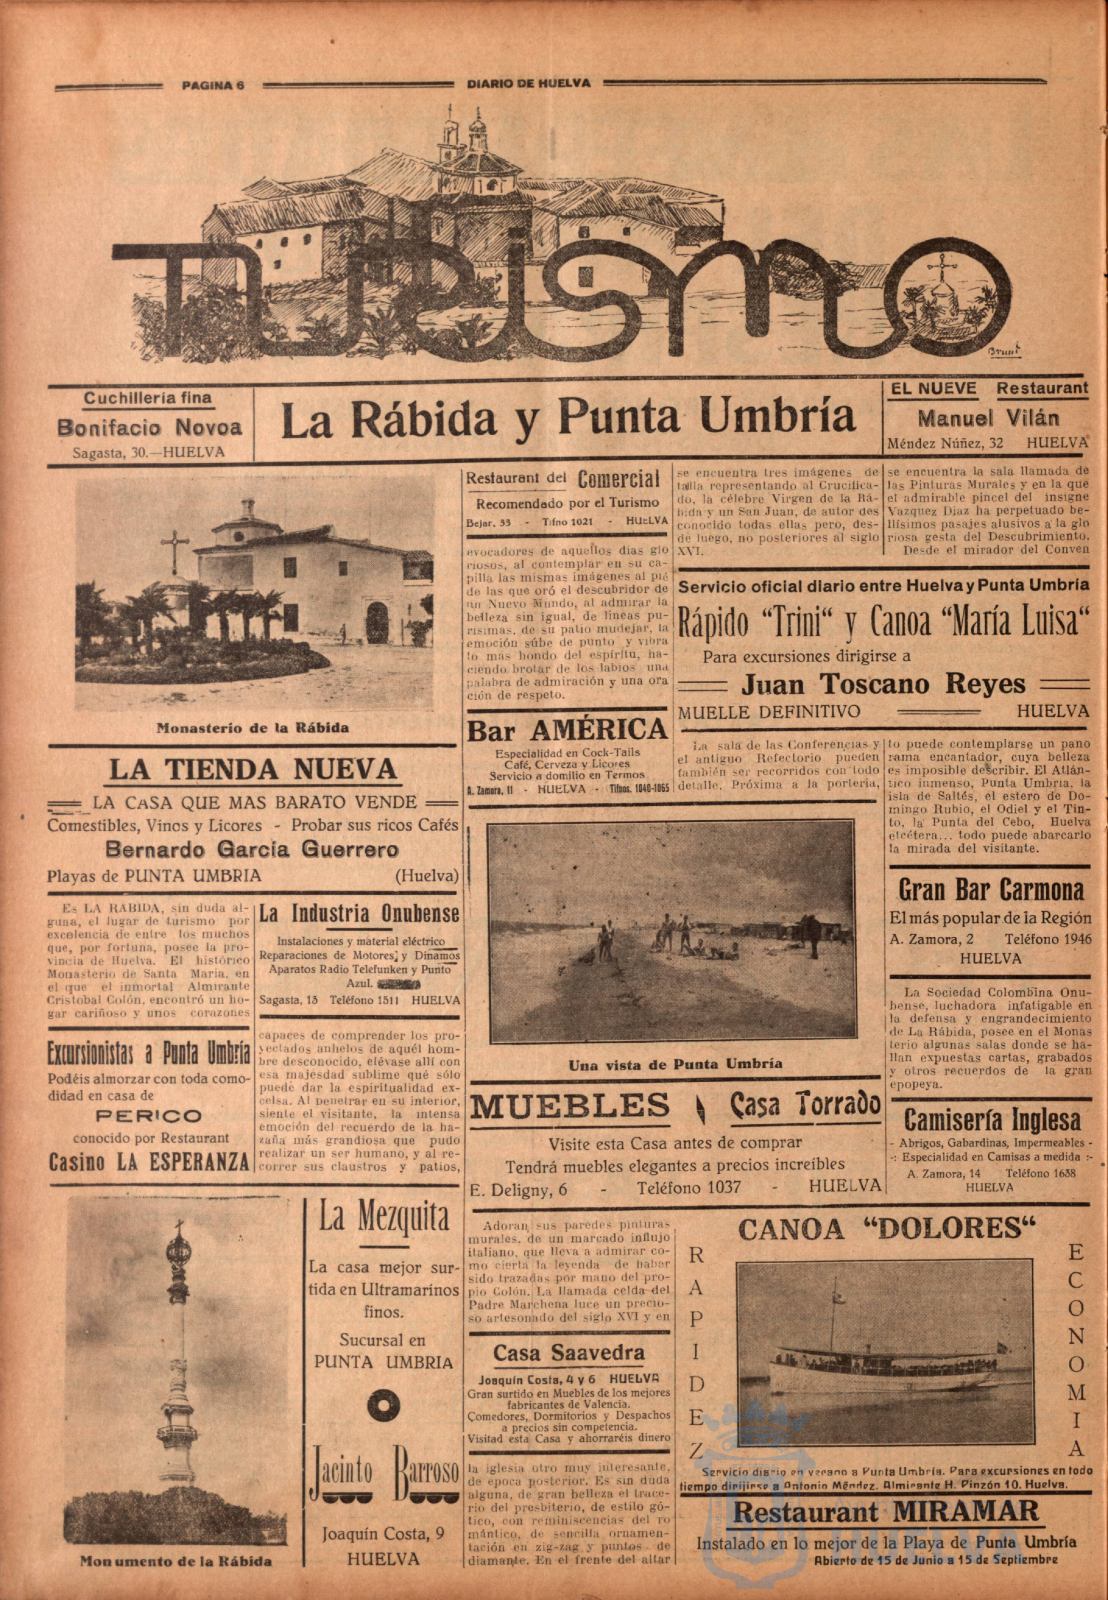 PAGINA 6
DIARIO DE HUELVA
TURISMO
Brunt
Cuchillería fina
Bonifacio Novoa
Sagasta, 30.—HUELVA
La Rábida y Punta Umbría
EL NUEVE Restaurant
Manuel Vilán
Méndez Núñez, 32 HUELVA
Monasterio de la Rábida
LA TIENDA NUEVA
LA CASA QUE MAS BARATO VENDE
Comestibles, Vinos y Licores - Probar sus ricos Cafés
Bernardo García Guerrero
Playas de PUNTA UMBRIA (Huelva)
Es LA RABIDA, sin duda al-
guna, el lugar de turismo por
excelencia de entre los muchos
que, por fortuna, posee la pro-
vincia de Huelva. El histórico
Monasterio de Santa María, en
el que el inmortal Almirante
Cristobal Colón, encontró un ho-
gar cariñoso y unos corazones
Excursionistas a Punta Umbría
Podéis almorzar con toda como-
didad en casa de
PERICO
conocido por Restaurant
Casino LA ESPERANZA
La Industria Onubense
Instalaciones y material eléctrico
Reparaciones de Motores y Dinamos
Aparatos Radio Telefunken y Punto
Azul.
Sagasta, 13 Teléfono 1511 HUELVA
capaces de comprender los pro-
yectados anhelos de aquél hom-
bre desconocido, elévase allí con
esa majestad sublime qué sólo
puede dar la espiritualidad ex-
celsa. Al penetrar en su interior,
siente el visitante, la intensa
emoción del recuerdo de la ha-
zaña más grandiosa que pudo
realizar un ser humano, y al re-
correr sus claustros y patios,
Restaurant del Comercial
Recomendado por el Turismo
Bejar, 33 - Tlfno 1021 - HUELVA
evocadores de aquellos dias glo
riosos, al contemplar en su ca-
pilla las mismas imágenes al pié
de las que oró el descubridor de
un Nuevo Mundo, al admirar la
belleza sin igual, de líneas pu-
rísimas, de su patio mudejar, la
emoción súbe de punto y vibra
lo mas hondo del espíritu, ha-
ciendo brotar de los labios una
palabra de admiración y una ora
ción de respeto.
Bar AMÉRICA
Especialidad en Cock-Tails
Café, Cerveza y Licores
Servicio a domilio en Termos
A. Zamora, 11 - HUELVA - Tlfnos. 1040-1065
se encuentra tres imágenes de
talla representando al Crucifica-
do, la célebre Virgen de la Rá-
bida y un San Juan, de autor des
conocido todas ellas pero, des-
de luego, no posteriores al siglo
XVI.
se encuentra la sala llamada de
las Pinturas Murales y en la que
el admirable pincel del insigne
Vazquez Diaz ha perpetuado be-
llísimos pasajes alusivos a la glo
riosa gesta del Descubrimiento.
Desde el mirador del Conven
Servicio oficial diario entre Huelva y Punta Umbría
Rápido "Trini" y Canoa "María Luisa"
Para excursiones dirigirse a
Juan Toscano Reyes
MUELLE DEFINITIVO HUELVA
La sala de las Conferencias y
el antiguo Refectorio pueden
también ser recorridos con todo
detalle. Próxima a la portería,
to puede contemplarse un pano
rama encantador, cuya belleza
es imposible describir. El Atlán-
tico inmenso, Punta Umbría, la
isla de Saltés, el estero de Do-
mingo Rubio, el Odiel y el Tin-
to, la Punta del Cebo, Huelva
etcétera... todo puede abarcarlo
la mirada del visitante.
Una vista de Punta Umbría
Gran Bar Carmona
El más popular de la Región
A. Zamora, 2 Teléfono 1946
HUELVA
La Sociedad Colombina Onu-
bense, luchadora infatigable en
la defensa y engrandecimiento
de La Rábida, posee en el Monas
terio algunas salas donde se ha-
llan expuestas cartas, grabados
y otros recuerdos de la gran
epopeya.
MUEBLES Casa Torrado
Visite esta Casa antes de comprar
Tendrá muebles elegantes a precios increíbles
E. Deligny, 6 - Teléfono 1037 - HUELVA
Camisería Inglesa
- Abrigos, Gabardinas, Impermeables -
-: Especialidad en Camisas a medida :-
A. Zamora, 14 Teléfono 1638
HUELVA
Monumento de la Rábida
La Mezquita
La casa mejor sur-
tida en Ultramarinos
finos.
Sucursal en
PUNTA UMBRIA
Jacinto Barroso
Joaquín Costa, 9
HUELVA
Adoran sus paredes pinturas
murales, de un marcado influjo
italiano, que lleva a admirar co-
mo cierta la leyenda de haber
sido trazadas por mano del pro-
pio Colón. La llamada celda del
Padre Marchena luce un precio-
so artesonado del siglo XVI y en
Casa Saavedra
Joaquín Costa, 4 y 6 HUELVA
Gran surtido en Muebles de los mejores
fabricantes de Valencia.
Comedores, Dormitorios y Despachos
a precios sin competencia.
Visitad esta Casa y ahorraréis dinero
la iglesia otro muy interesante,
de epoca posterior. Es sin duda
alguna, de gran belleza el trace-
río del presbiterio, de estilo gó-
tico, con reminiscencias del ro
mántico, de sencilla ornamen-
tación en zig-zag y puntos de
diamante. En el frente del altar
CANOA "DOLORES"
RAPIDEZ
ECONOMIA
Servicio diario en verano a Punta Umbría. Para excursiones en todo
tiempo dirijirse a Antonio Méndez. Almirante H. Pinzón 10. Huelva.
Restaurant MIRAMAR
Instalado en lo mejor de la Playa de Punta Umbría
Abierto de 15 de Junio a 15 de Septiembre